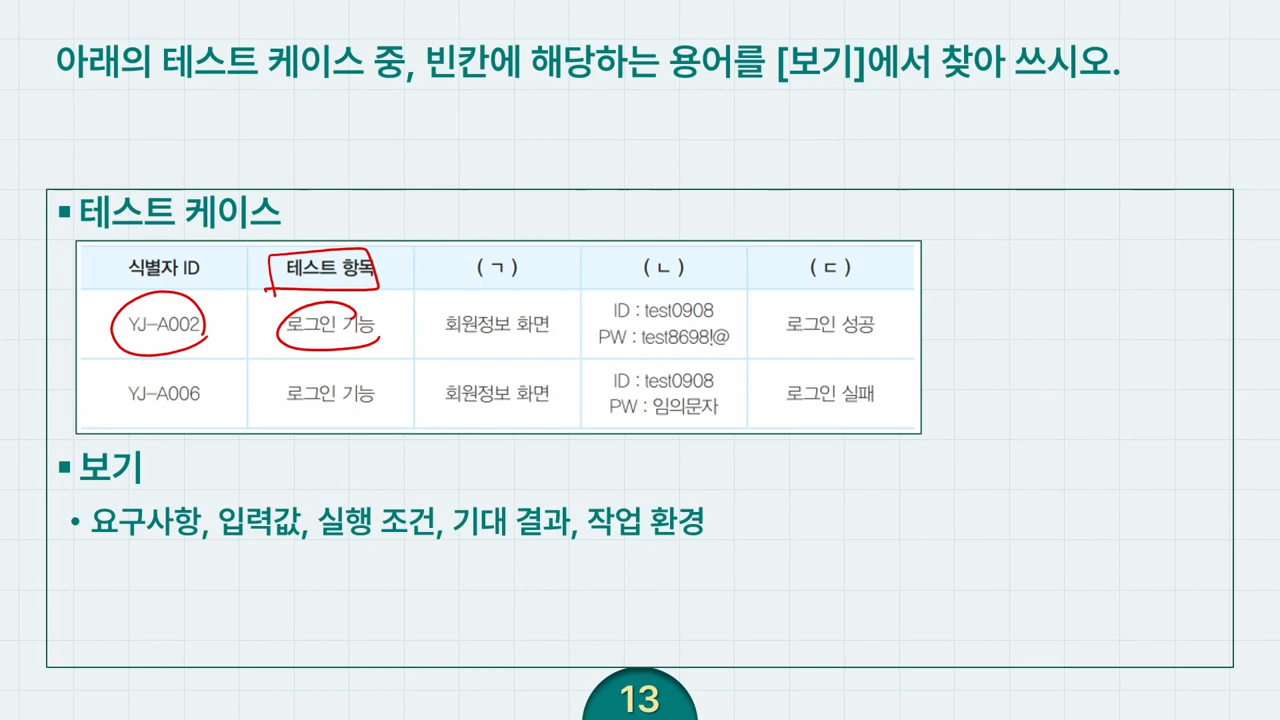 아래의 테스트 케이스 중, 빈칸에 해당하는 용어를 [보기]에서 찾아 쓰시오.
▪ 테스트 케이스
식별자 ID 테스트 항목 ( ㄱ ) ( ㄴ ) ( ㄷ )
YJ-A002 로그인 기능 회원정보 화면 ID : test0908 로그인 성공
PW : test8698!@
YJ-A006 로그인 기능 회원정보 화면 ID : test0908 로그인 실패
PW : 임의문자
▪ 보기
• 요구사항, 입력값, 실행 조건, 기대 결과, 작업 환경
13